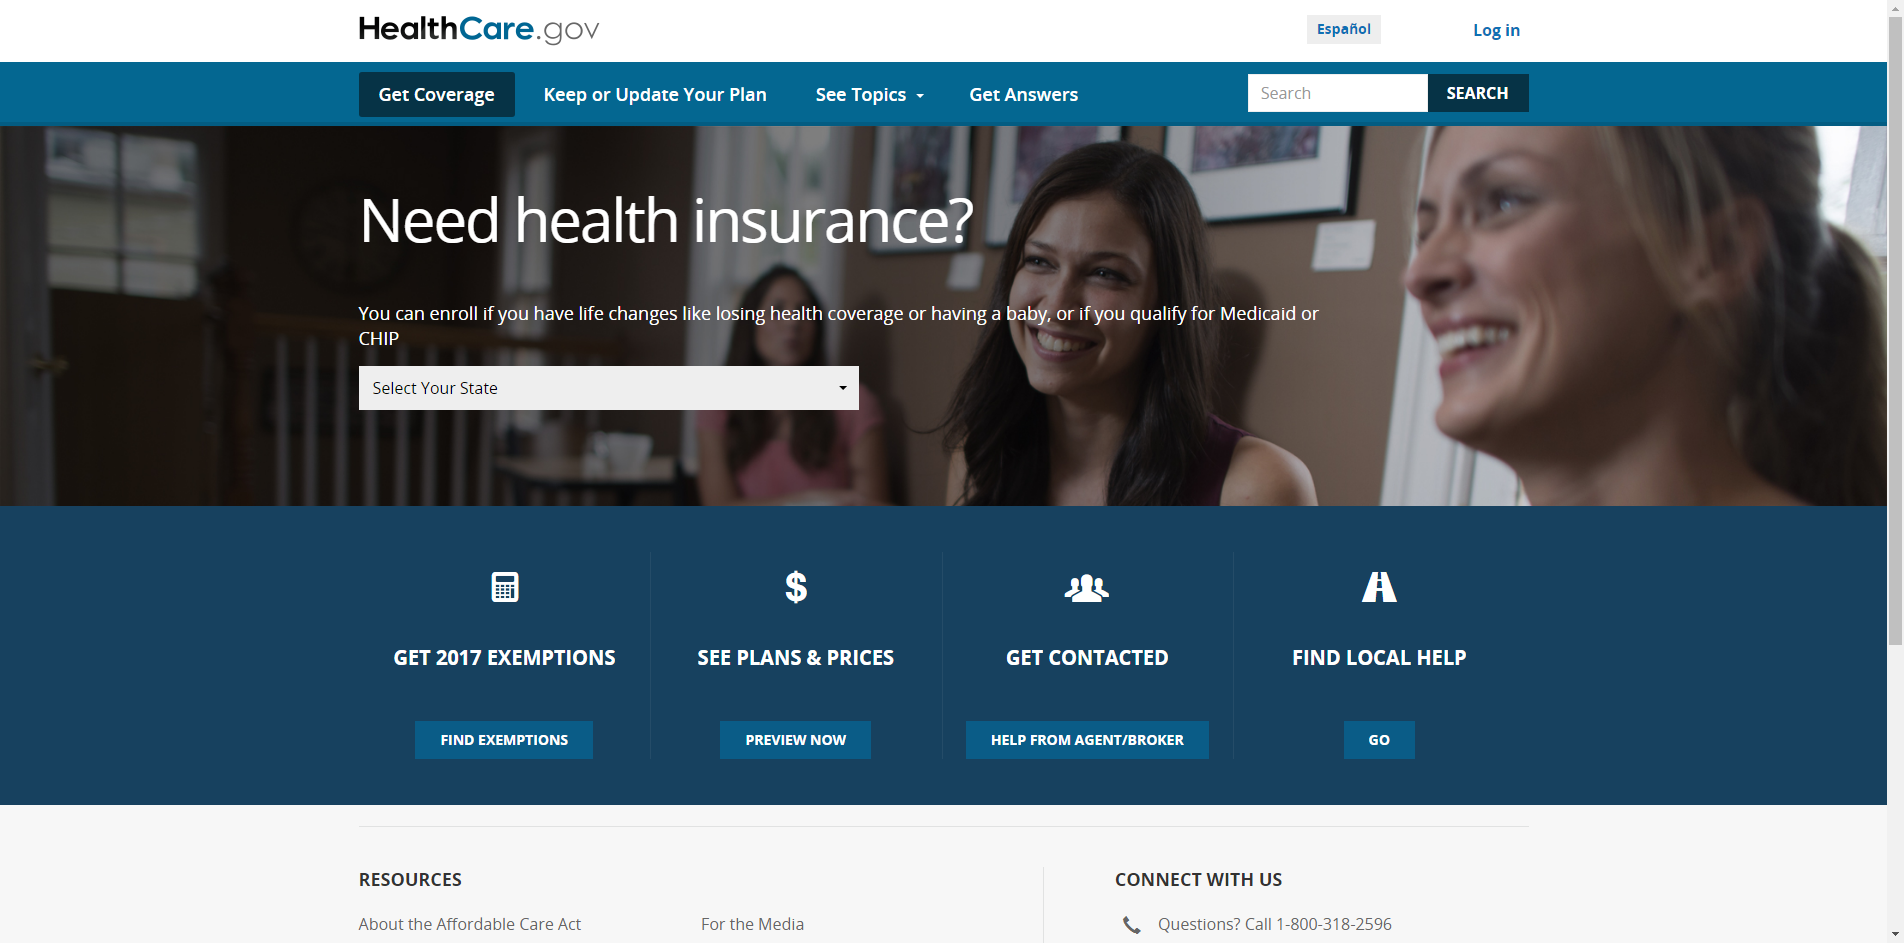 HealthCare.gov
Español
Log in
Get Coverage
Keep or Update Your Plan
See Topics
Get Answers
Search
SEARCH
Need health insurance?
You can enroll if you have life changes like losing health coverage or having a baby, or if you qualify for Medicaid or
CHIP
Select Your State
GET 2017 EXEMPTIONS
FIND EXEMPTIONS
SEE PLANS & PRICES
PREVIEW NOW
GET CONTACTED
HELP FROM AGENT/BROKER
FIND LOCAL HELP
GO
RESOURCES
About the Affordable Care Act
For the Media
CONNECT WITH US
Questions? Call 1-800-318-2596